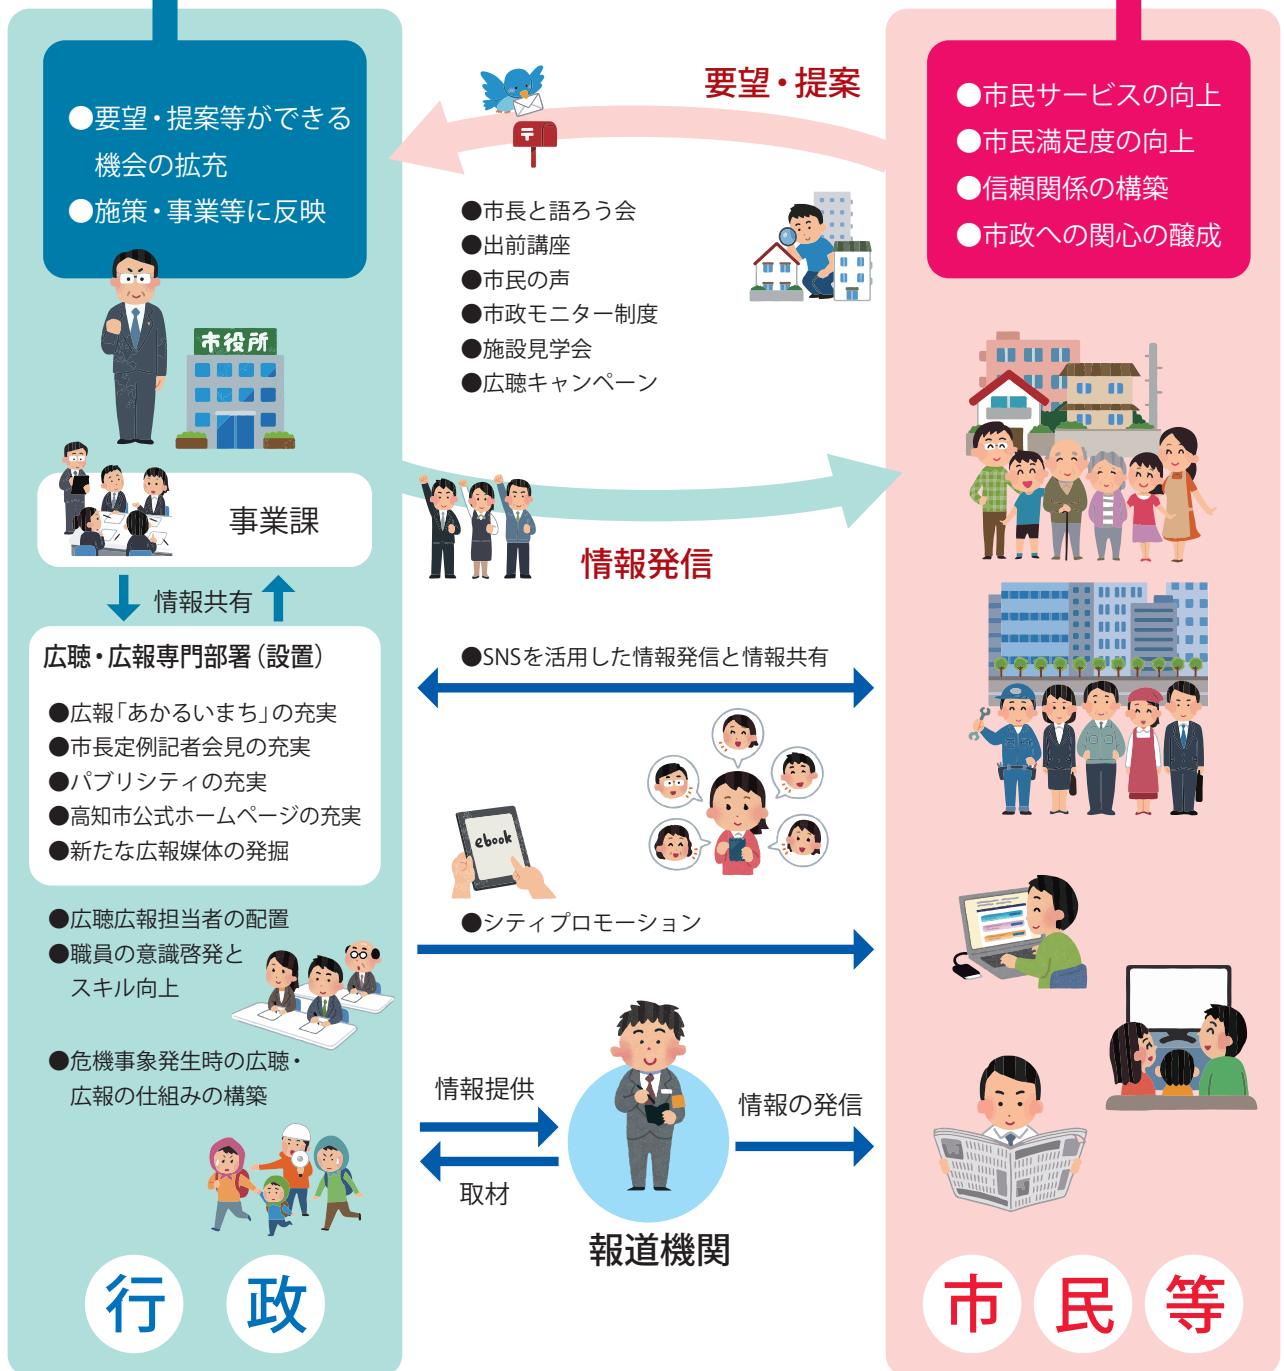 ●要望・提案等ができる
機会の拡充
●施策・事業等に反映
市役所
事業課
情報共有
広聴・広報専門部署（設置）
●広報「あかるいまち」の充実
●市長定例記者会見の充実
●パブリシティの充実
●高知市公式ホームページの充実
●新たな広報媒体の発掘
●広聴広報担当者の配置
●職員の意識啓発と
スキル向上
●危機事象発生時の広聴・
広報の仕組みの構築
行政
要望・提案
〒
●市長と語ろう会
●出前講座
●市民の声
●市政モニター制度
●施設見学会
●広聴キャンペーン
情報発信
●SNSを活用した情報発信と情報共有
ebook
●シティプロモーション
情報提供
取材
情報の発信
報道機関
●市民サービスの向上
●市民満足度の向上
●信頼関係の構築
●市政への関心の醸成
市民等